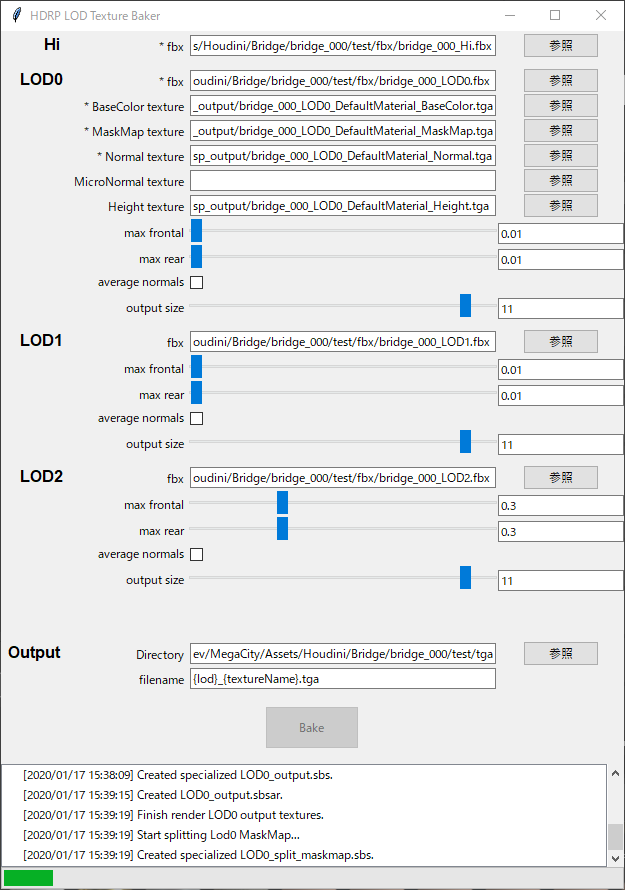 HDRP LOD Texture Baker
Hi
* fbx s/Houdini/Bridge/bridge_000/test/fbx/bridge_000_Hi.fbx 参照
LOD0
* fbx oudini/Bridge/bridge_000/test/fbx/bridge_000_LOD0.fbx 参照
* BaseColor texture _output/bridge_000_LOD0_DefaultMaterial_BaseColor.tga 参照
* MaskMap texture _output/bridge_000_LOD0_DefaultMaterial_MaskMap.tga 参照
* Normal texture sp_output/bridge_000_LOD0_DefaultMaterial_Normal.tga 参照
MicroNormal texture 参照
Height texture sp_output/bridge_000_LOD0_DefaultMaterial_Height.tga 参照
max frontal 0.01
max rear 0.01
average normals
output size 11
LOD1
fbx oudini/Bridge/bridge_000/test/fbx/bridge_000_LOD1.fbx 参照
max frontal 0.01
max rear 0.01
average normals
output size 11
LOD2
fbx oudini/Bridge/bridge_000/test/fbx/bridge_000_LOD2.fbx 参照
max frontal 0.3
max rear 0.3
average normals
output size 11
Output
Directory ev/MegaCity/Assets/Houdini/Bridge/bridge_000/test/tga 参照
filename {lod}_{textureName}.tga
Bake
[2020/01/17 15:38:09] Created specialized LOD0_output.sbs.
[2020/01/17 15:39:15] Created LOD0_output.sbsar.
[2020/01/17 15:39:19] Finish render LOD0 output textures.
[2020/01/17 15:39:19] Start splitting Lod0 MaskMap...
[2020/01/17 15:39:19] Created specialized LOD0_split_maskmap.sbs.